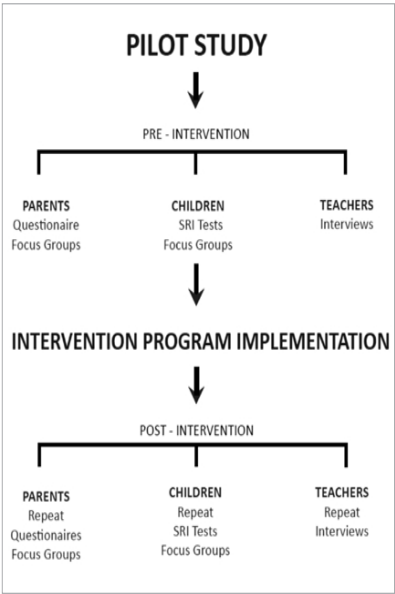 PILOT STUDY
PRE - INTERVENTION
PARENTS
Questionaire
Focus Groups
CHILDREN
SRI Tests
Focus Groups
TEACHERS
Interviews
INTERVENTION PROGRAM IMPLEMENTATION
POST - INTERVENTION
PARENTS
Repeat
Questionaires
Focus Groups
CHILDREN
Repeat
SRI Tests
Focus Groups
TEACHERS
Repeat
Interviews